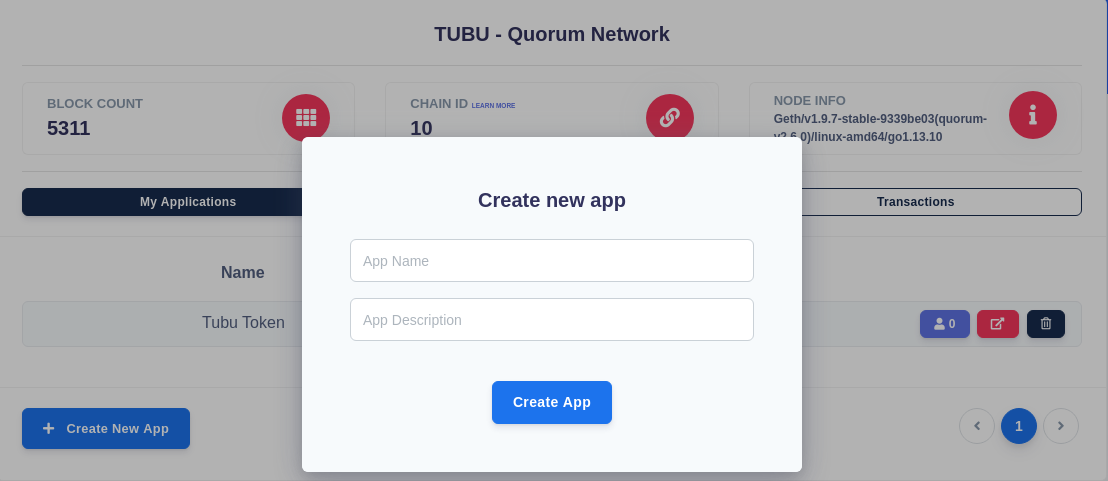 TUBU - Quorum Network
BLOCK COUNT
5311
CHAIN ID LEARN MORE
10
NODE INFO
Geth/v1.9.7-stable-9339be03(quorum-
v2.6.0)/linux-amd64/go1.13.10
My Applications
Transactions
Name
Tubu Token
0
Create new app
App Name
App Description
Create App
Create New App
1